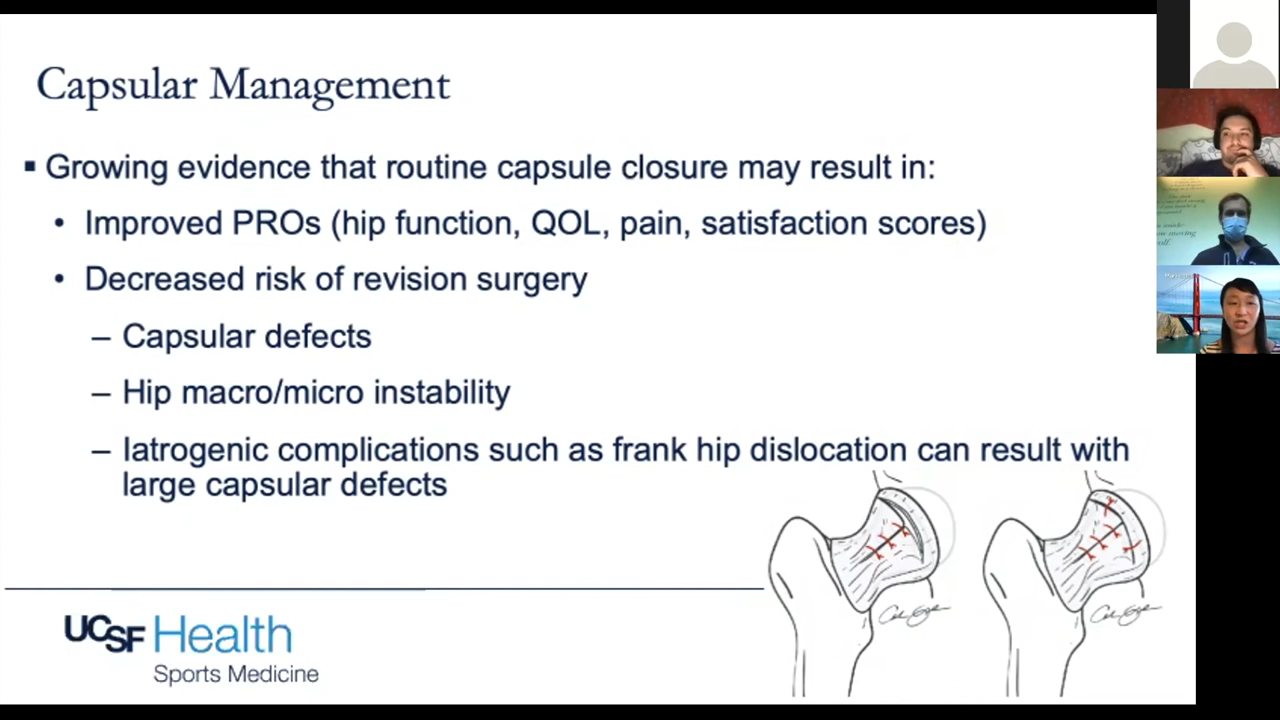 Capsular Management
▪ Growing evidence that routine capsule closure may result in:
• Improved PROs (hip function, QOL, pain, satisfaction scores)
• Decreased risk of revision surgery
– Capsular defects
– Hip macro/micro instability
– Iatrogenic complications such as frank hip dislocation can result with
large capsular defects
UCSF Health
Sports Medicine